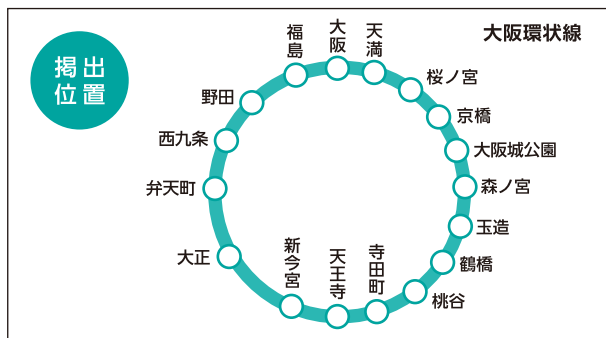 大阪環状線
掲出
位置
大阪
天満
桜ノ宮
京橋
大阪城公園
森ノ宮
玉造
鶴橋
桃谷
寺田町
天王寺
新今宮
大正
弁天町
西九条
野田
福島